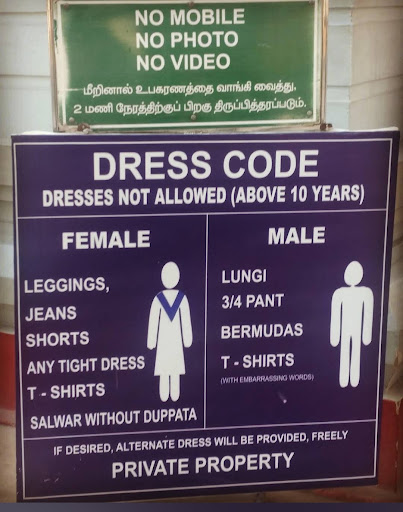 NO MOBILE
NO PHOTO
NO VIDEO
மீறினால் உபகரணத்தை வாங்கி வைத்து,
2 மணி நேரத்திற்குப் பிறகு திருப்பித்தரப்படும்.
DRESS CODE
DRESSES NOT ALLOWED (ABOVE 10 YEARS)
FEMALE
LEGGINGS,
JEANS
SHORTS
ANY TIGHT DRESS
T - SHIRTS
SALWAR WITHOUT DUPPATA
MALE
LUNGI
3/4 PANT
BERMUDAS
T - SHIRTS
(WITH EMBARRASSING WORDS)
IF DESIRED, ALTERNATE DRESS WILL BE PROVIDED, FREELY
PRIVATE PROPERTY